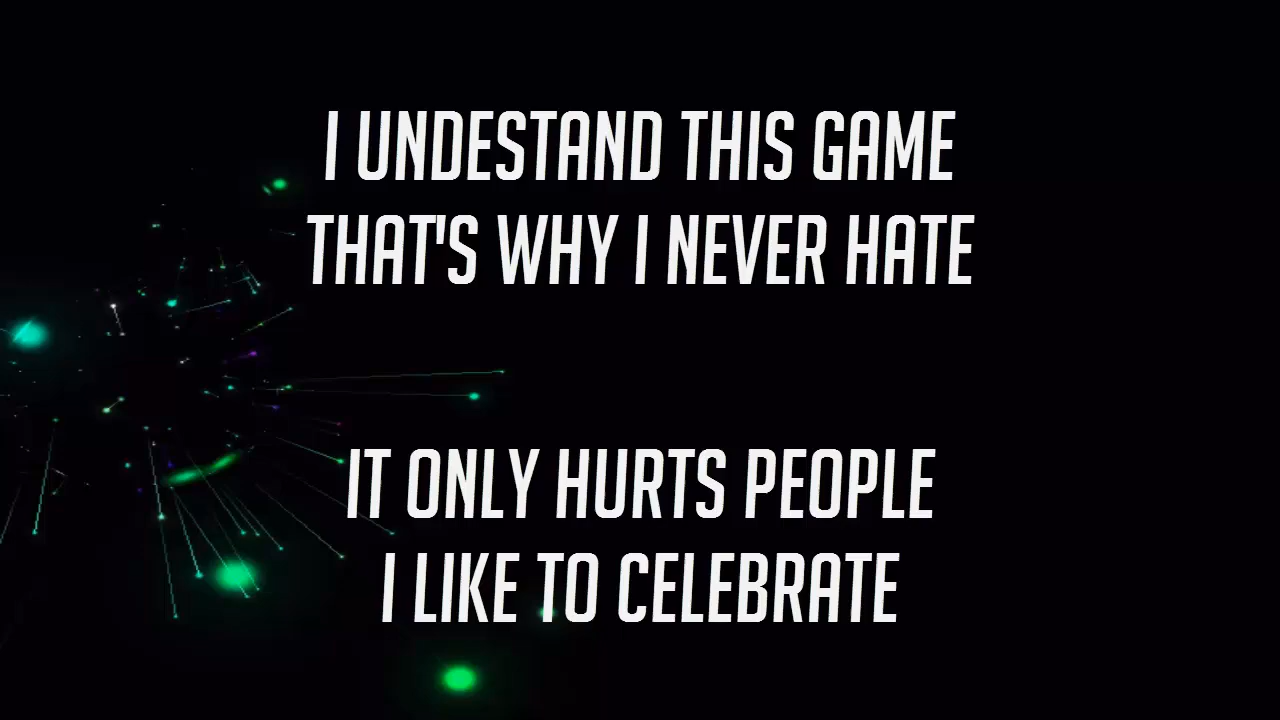 I UNDESTAND THIS GAME
THAT'S WHY I NEVER HATE
IT ONLY HURTS PEOPLE
I LIKE TO CELEBRATE